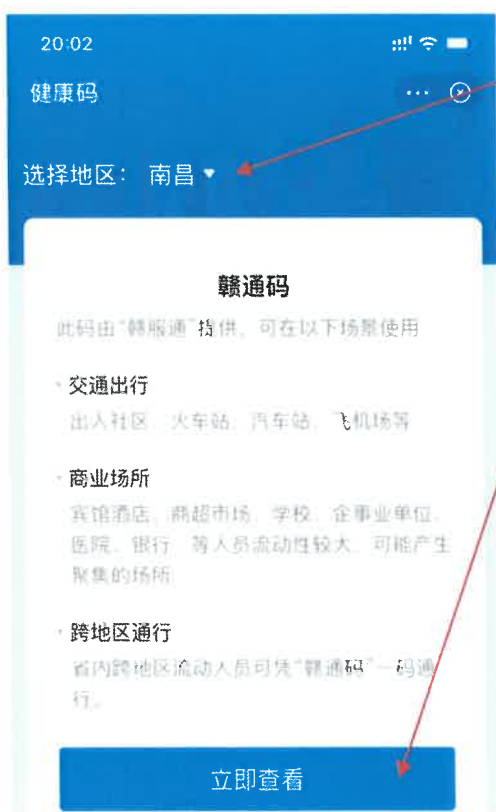 20:02
健康码
选择地区: 南昌
赣通码
此码由“赣服通”提供，可在以下场景使用
· 交通出行
出入社区、火车站、汽车站、飞机场等
· 商业场所
宾馆酒店、商超市场、学校、企事业单位、
医院、银行、等人员流动性较大、可能产生
聚集的场所
· 跨地区通行
省内跨地区流动人员可凭“赣通码”一码通
行。
立即查看